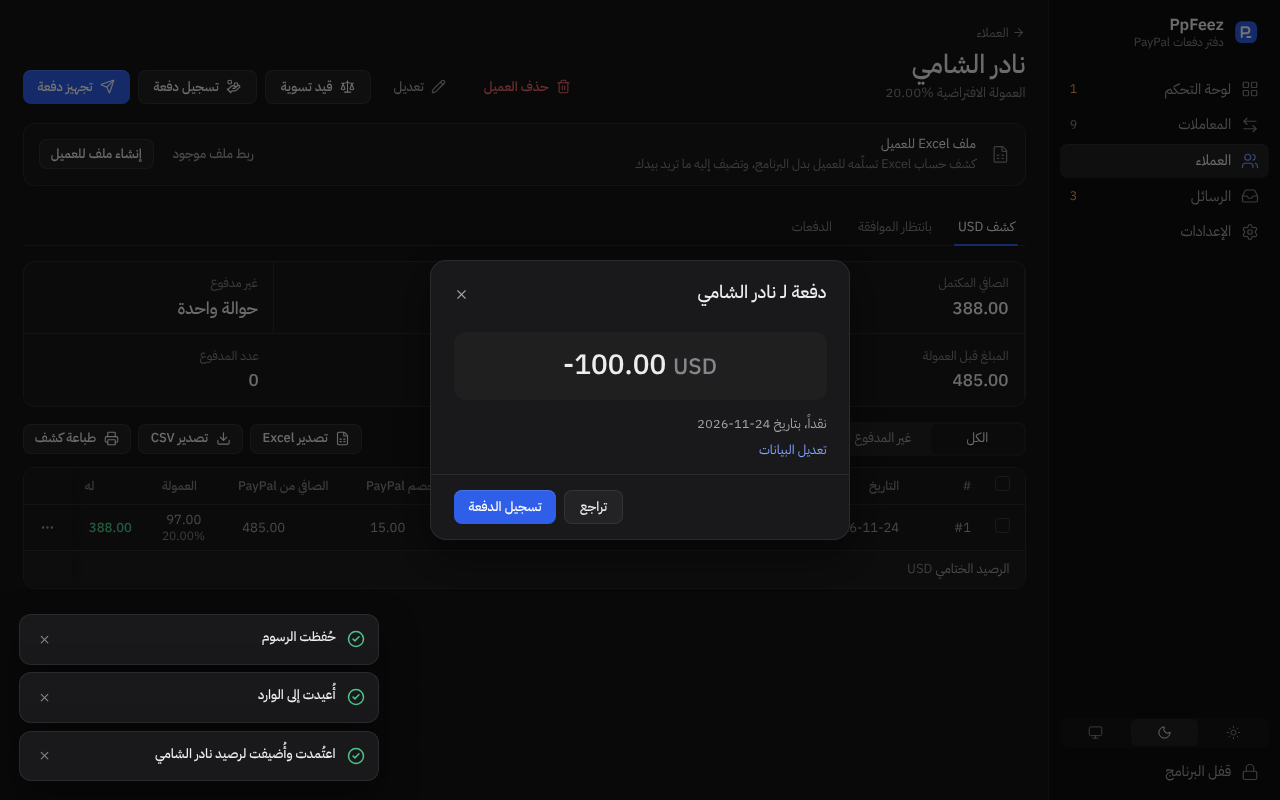 PpFeez
دفتر دفعات PayPal
لوحة التحكم 1
المعاملات 9
العملاء
الرسائل 3
الإعدادات
قفل البرنامج
العملاء
نادر الشامي
العمولة الافتراضية 20.00%
حذف العميل
تعديل
قيد تسوية
تسجيل دفعة
تجهيز دفعة
ملف Excel للعميل
كشف حساب Excel تسلّمه للعميل بدل البرنامج، وتضيف إليه ما تريد بيدك
ربط ملف موجود
إنشاء ملف للعميل
كشف USD
بانتظار الموافقة
الدفعات
الصافي المكتمل
388.00
غير مدفوع
حوالة واحدة
المبلغ قبل العمولة
485.00
عدد المدفوع
0
الكل
غير المدفوع
تصدير Excel
تصدير CSV
طباعة كشف
# التاريخ خصم PayPal الصافي من PayPal العمولة له
#1 6-11-24 15.00 485.00 97.00 388.00
20.00%
الرصيد الختامي USD
دفعة لـ نادر الشامي
-100.00 USD
نقداً، بتاريخ 2026-11-24
تعديل البيانات
تراجع
تسجيل الدفعة
حُفظت الرسوم
أُعيدت إلى الوارد
اعتُمدت وأُضيفت لرصيد نادر الشامي